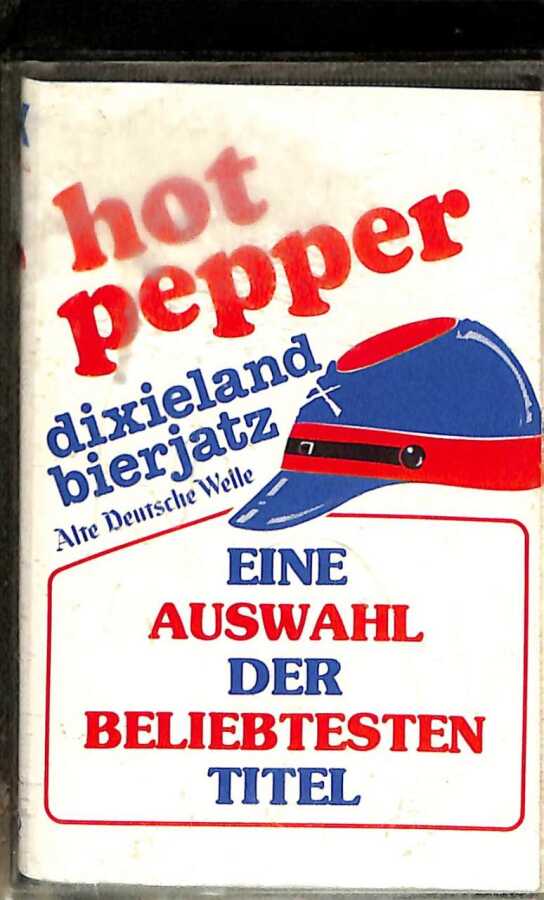 hot
pepper
dixieland
bierjatz
Alte Deutsche Welle
EINE
AUSWAHL
DER
BELIEBTESTEN
TITEL